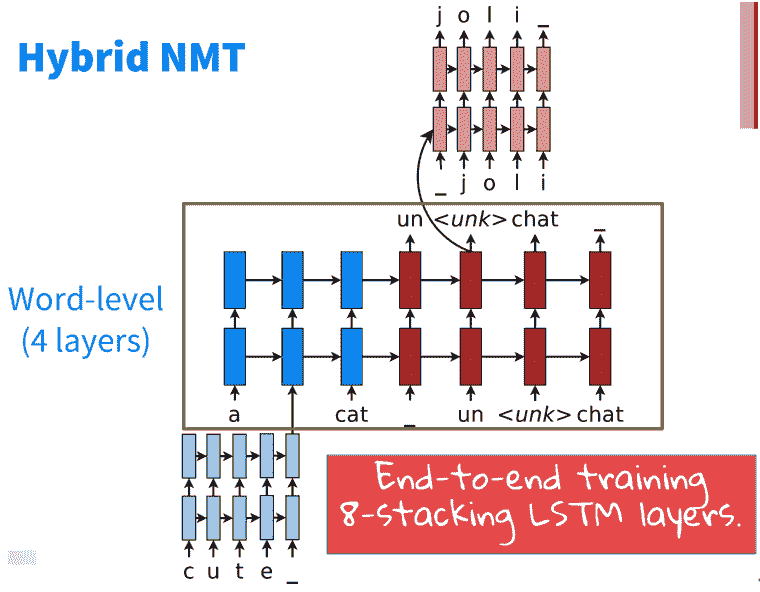 Hybrid NMT
j o l i _
_ j o l i
un <unk> chat _
Word-level
(4 layers)
a cat _ un <unk> chat
End-to-end training
8-stacking LSTM layers.
c u t e _